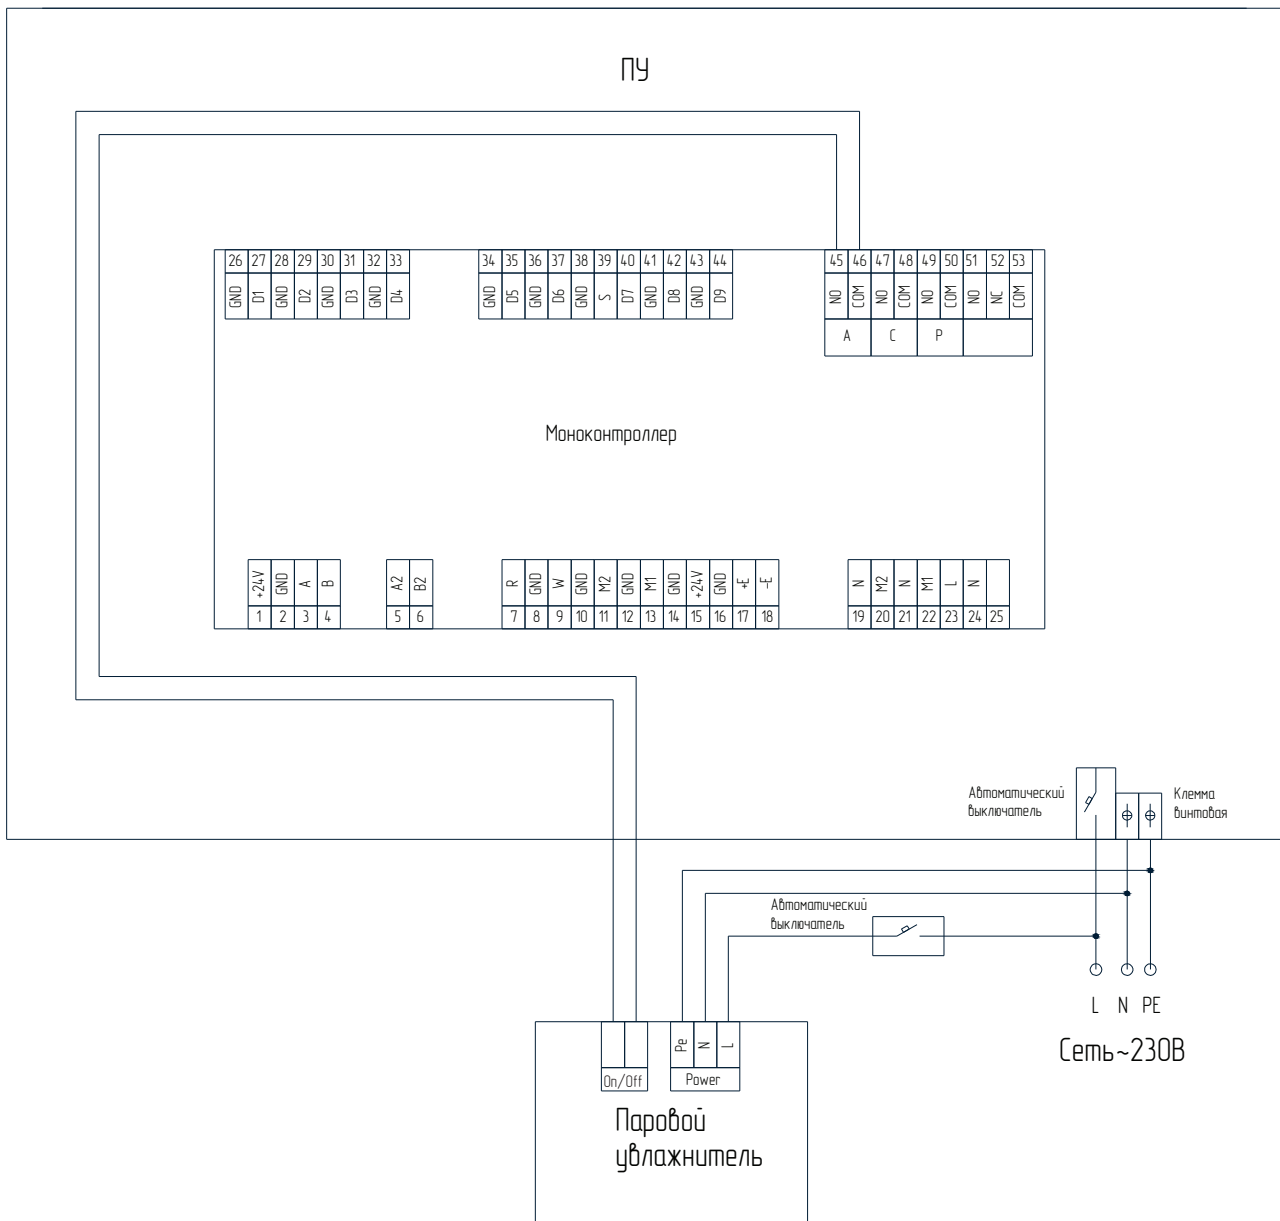 ПУ
26 27 28 29 30 31 32 33
GND D1 GND D2 GND D3 GND D4
34 35 36 37 38 39 40 41 42 43 44
GND D5 GND D6 GND S D7 GND D8 GND D9
45 46 47 48 49 50 51 52 53
NO COM NO COM NO COM NO NC COM
A C P
Моноконтроллер
+24V GND A B
1 2 3 4
A2 B2
5 6
R GND W GND M2 GND M1 GND +24V GND +E -E
7 8 9 10 11 12 13 14 15 16 17 18
N M2 N M1 L N
19 20 21 22 23 24 25
Автоматический
выключатель
Клемма
винтовая
Автоматический
выключатель
L N PE
Сеть~230В
Pe N L
On/Off
Power
Паровой
увлажнитель